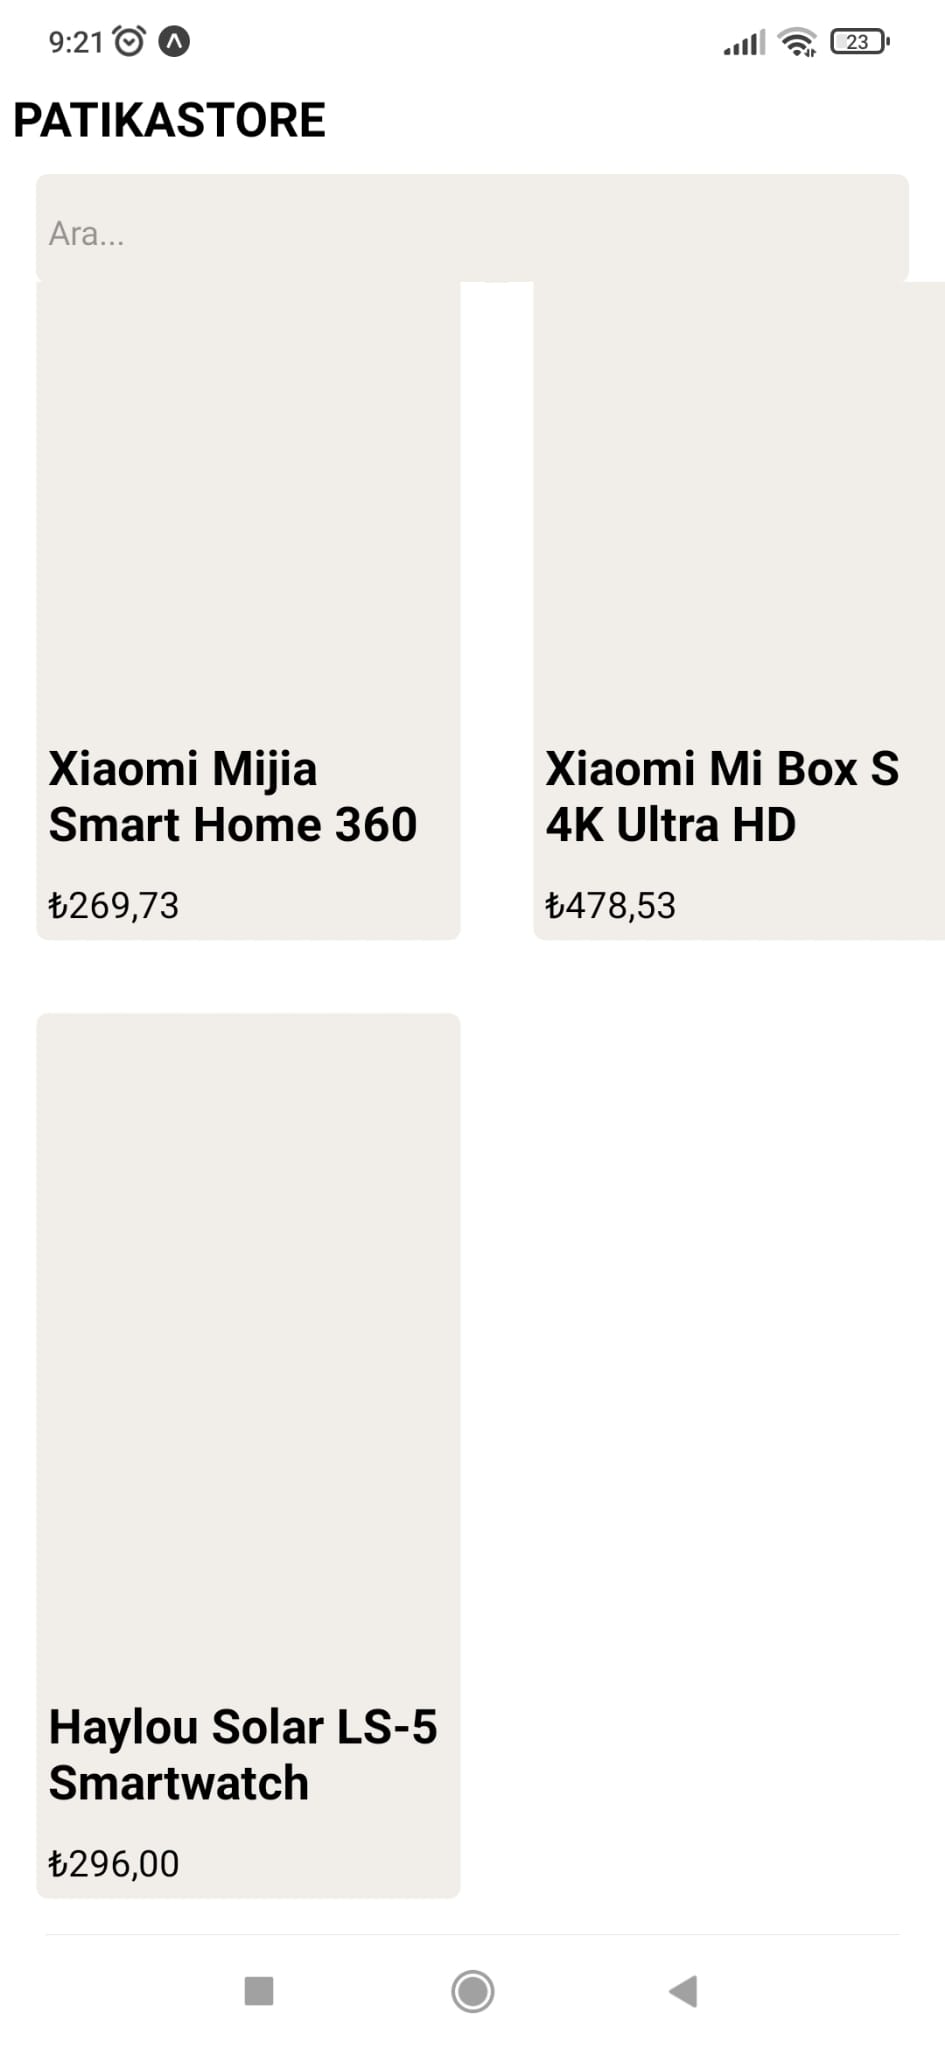 9:21
23
PATIKASTORE
Ara...
Xiaomi Mijia
Smart Home 360
₺269,73
Xiaomi Mi Box S
4K Ultra HD
₺478,53
Haylou Solar LS-5
Smartwatch
₺296,00